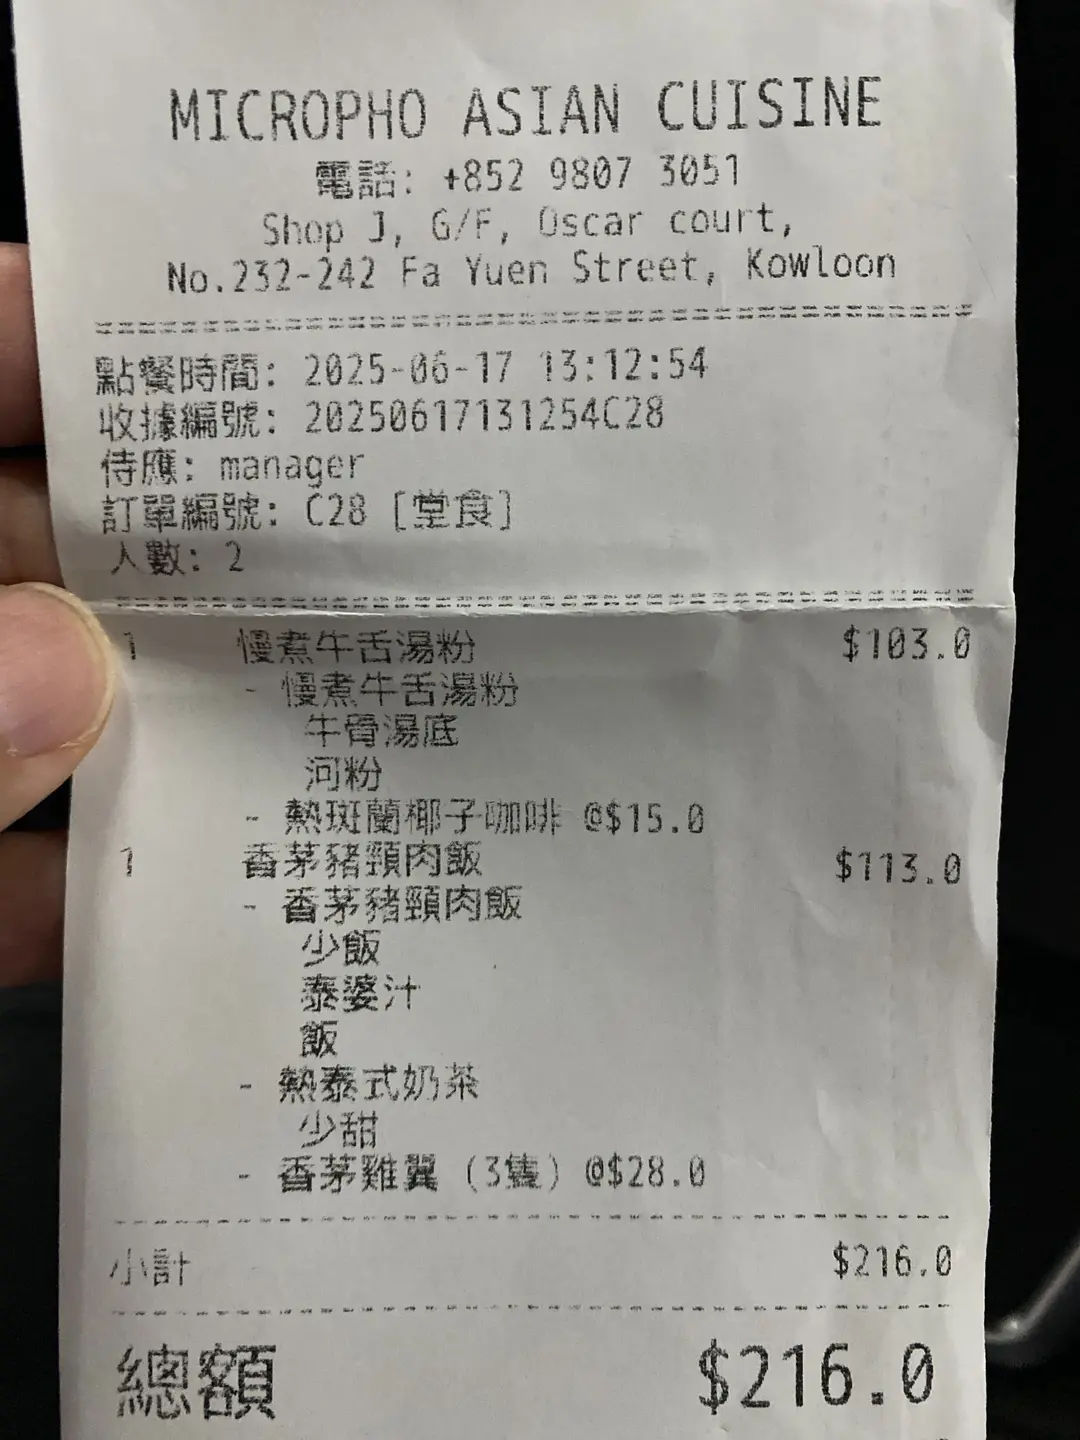 MICROPHO ASIAN CUISINE
電話: +852 9807 3051
Shop J, G/F, Oscar court,
No.232-242 Fa Yuen Street, Kowloon
點餐時間: 2025-06-17 13:12:54
收據編號: 20250617131254C28
侍應: manager
訂單編號: C28 [堂食]
人數: 2
1 慢煮牛舌湯粉 $103.0
- 慢煮牛舌湯粉
牛骨湯底
河粉
- 熱斑蘭椰子咖啡 @$15.0
1 香茅豬頸肉飯 $113.0
- 香茅豬頸肉飯
少飯
泰婆汁
飯
- 熱泰式奶茶
少甜
- 香茅雞翼 (3隻) @$28.0
小計 $216.0
總額 $216.0